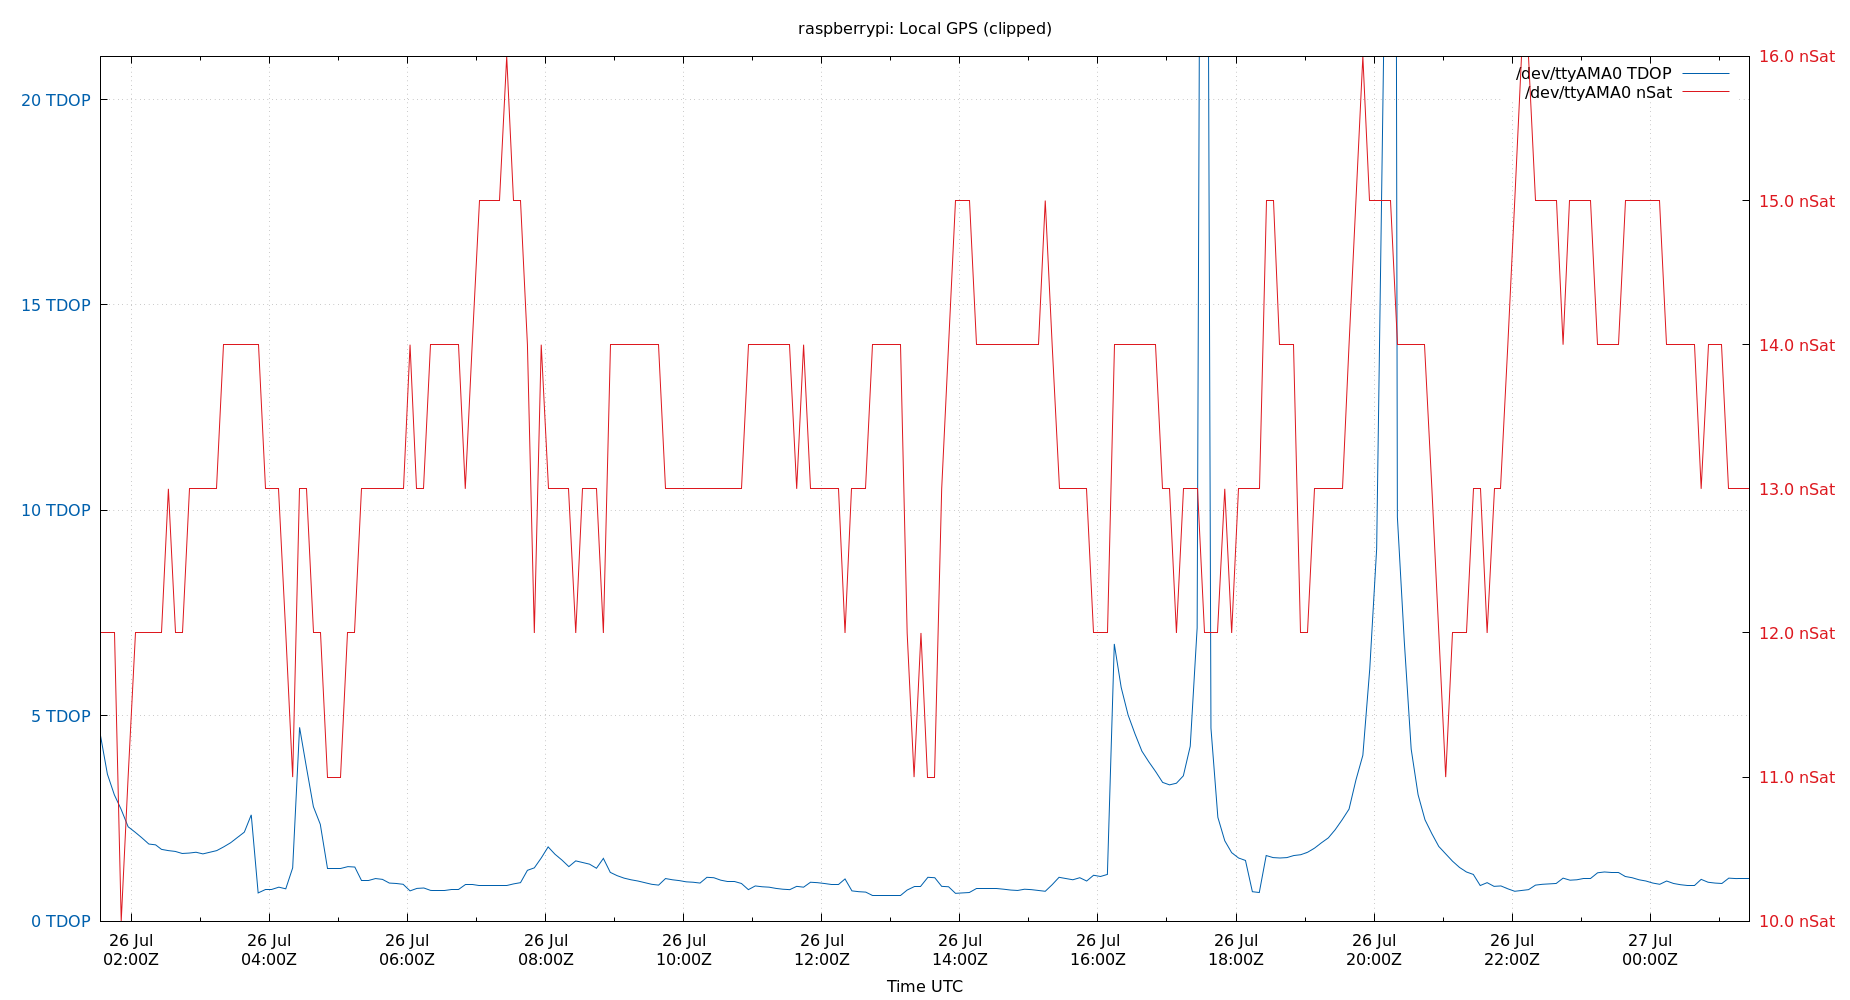 raspberrypi: Local GPS (clipped)
16.0 nSat
/dev/ttyAMA0 TDOP
/dev/ttyAMA0 nSat
20 TDOP
15.0 nSat
15 TDOP
14.0 nSat
13.0 nSat
10 TDOP
12.0 nSat
5 TDOP
11.0 nSat
0 TDOP
10.0 nSat
26 Jul 26 Jul 26 Jul 26 Jul 26 Jul 26 Jul 26 Jul 26 Jul 26 Jul 26 Jul 26 Jul 27 Jul
02:00Z 04:00Z 06:00Z 08:00Z 10:00Z 12:00Z 14:00Z 16:00Z 18:00Z 20:00Z 22:00Z 00:00Z
Time UTC